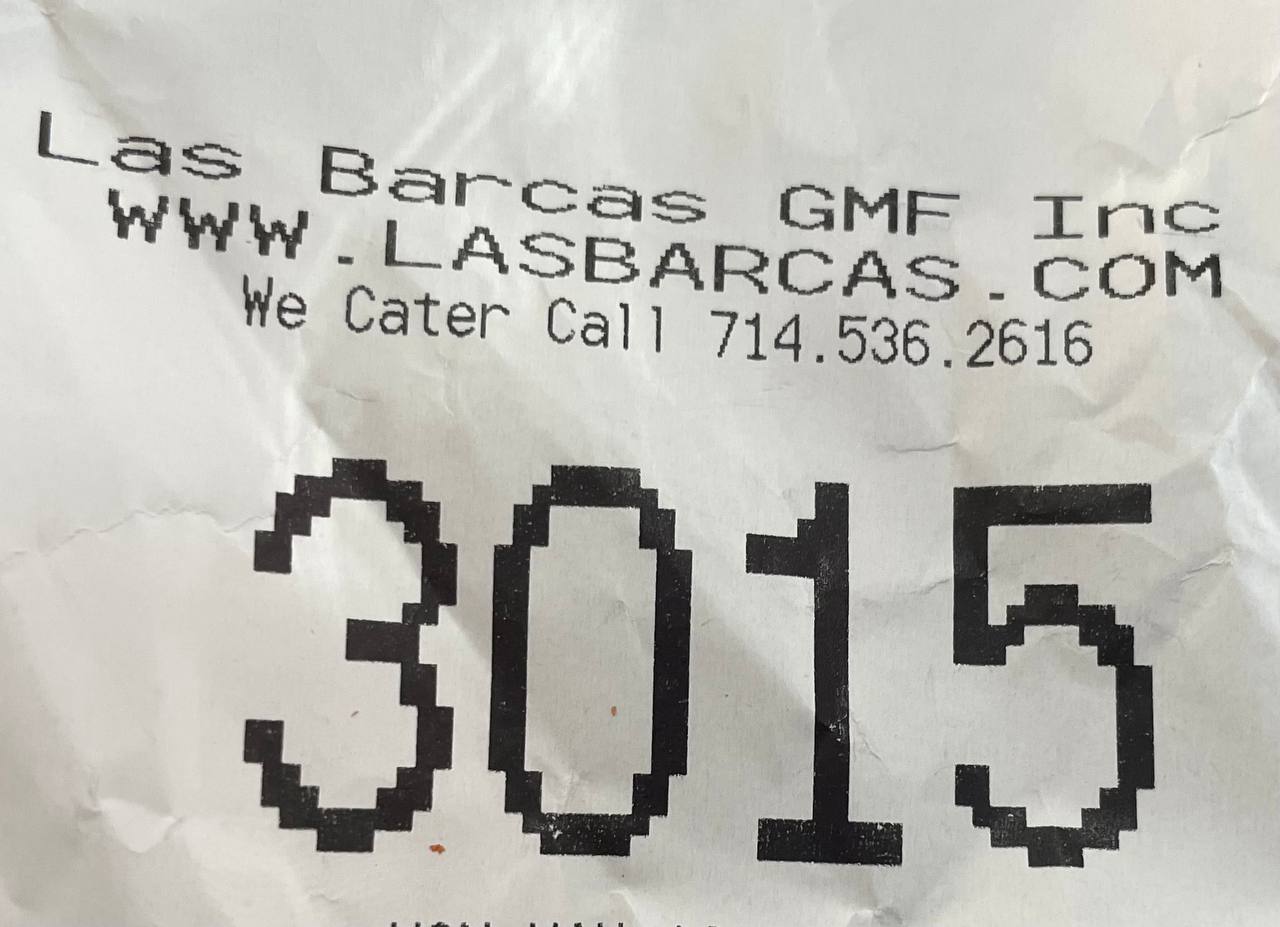 Las Barcas GMF Inc
WWW.LASBARCAS.COM
We Cater Call 714.536.2616
3015